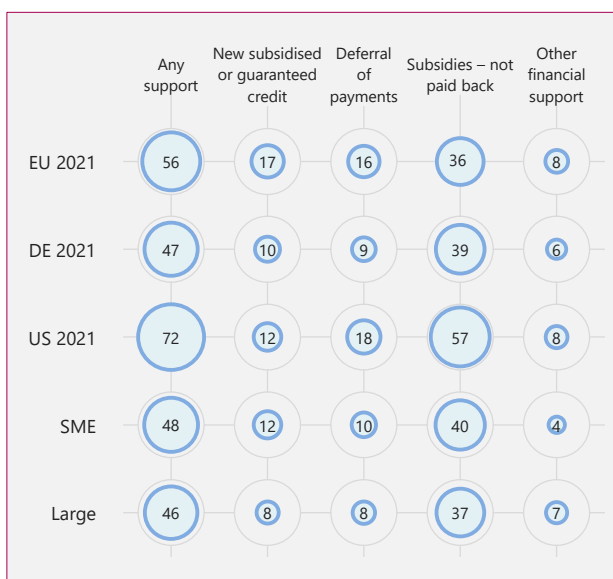 Any
support
New subsidised
or guaranteed
credit
Deferral
of
payments
Subsidies – not
paid back
Other
financial
support
EU 2021 56 17 16 36 8
DE 2021 47 10 9 39 6
US 2021 72 12 18 57 8
SME 48 12 10 40 4
Large 46 8 8 37 7